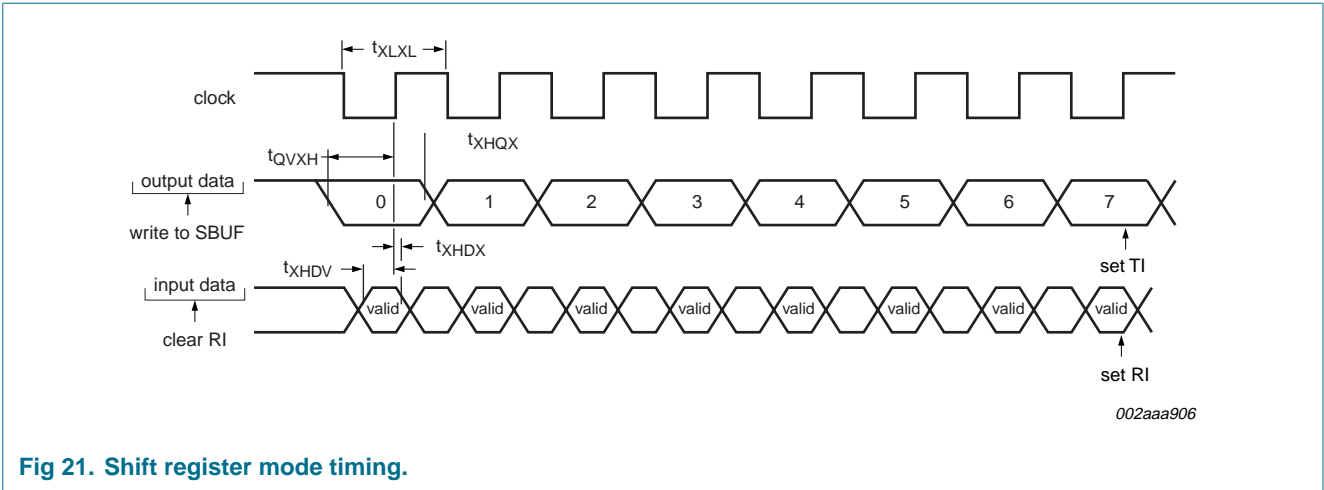 tXLXL
clock
tXHQX
tQVXH
output data
0 1 2 3 4 5 6 7
write to SBUF
tXHDX
set TI
tXHDV
input data
valid valid valid valid valid valid valid valid
clear RI
set RI
002aaa906
Fig 21. Shift register mode timing.